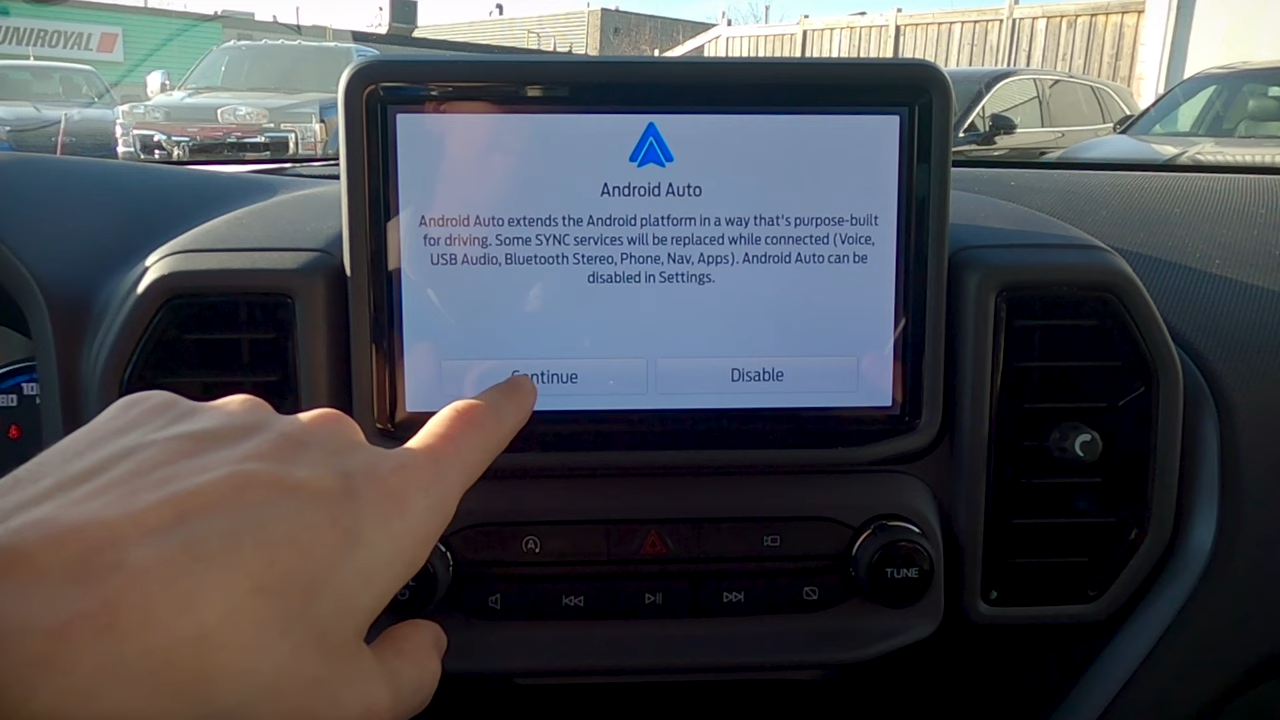 UNIROYAL
Android Auto
Android Auto extends the Android platform in a way that's purpose-built
for driving. Some SYNC services will be replaced while connected (Voice,
USB Audio, Bluetooth Stereo, Phone, Nav, Apps). Android Auto can be
disabled in Settings.
Continue Disable
80
A
TUNE